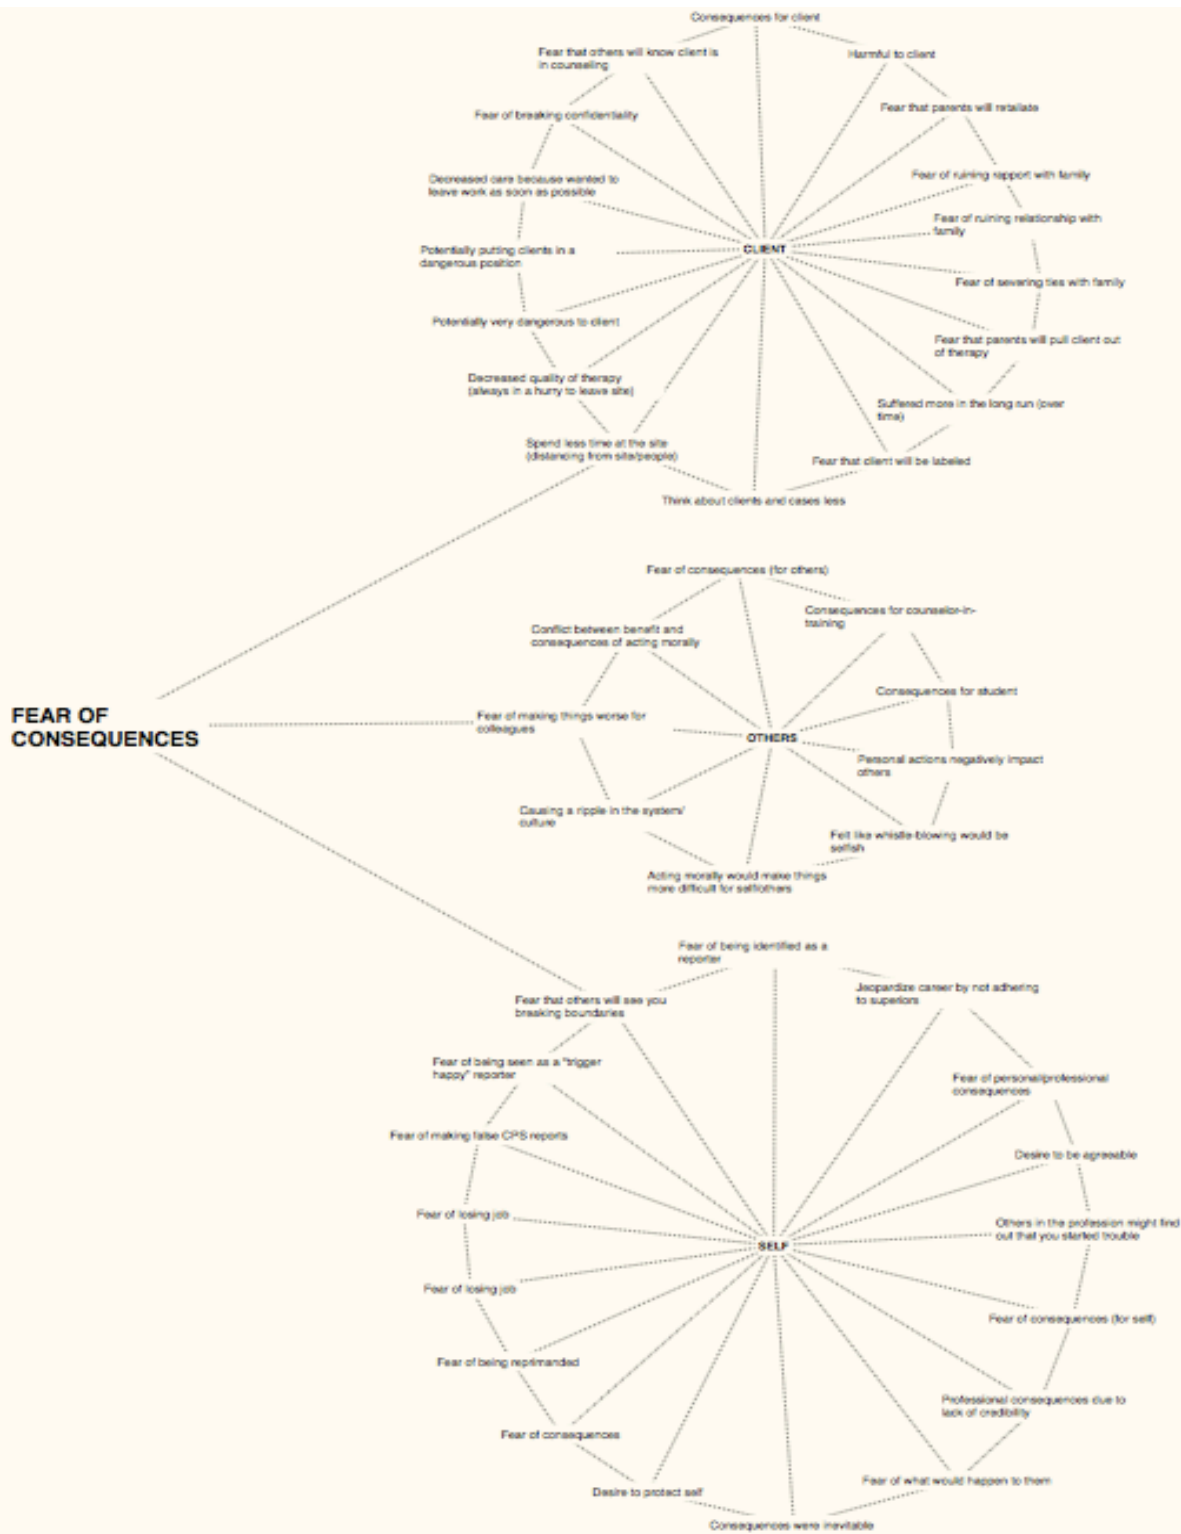 Consequences for client
Fear that others will know client is
in counseling
Harmful to client
Fear of breaking confidentiality
Fear that parents will retaliate
Decreased care because wanted to
leave work as soon as possible
Fear of ruining rapport with family
Fear of ruining relationship with
family
Potentially putting clients in a
dangerous position
CLIENT
Fear of severing ties with family
Potentially very dangerous to client
Fear that parents will pull client out
of therapy
Decreased quality of therapy
(always in a hurry to leave site)
Suffered more in the long run (over
time)
Spend less time at the site
(distancing from site/people)
Fear that client will be labeled
Think about clients and cases less
Fear of consequences (for others)
Consequences for counselor-in-
training
Conflict between benefit and
consequences of acting morally
Consequences for student
FEAR OF
CONSEQUENCES
Fear of making things worse for
colleagues
OTHERS
Personal actions negatively impact
others
Causing a ripple in the system/
culture
Felt like whistle-blowing would be
selfish
Acting morally would make things
more difficult for self/others
Fear of being identified as a
reporter
Fear that others will see you
breaking boundaries
Jeopardize career by not adhering
to superiors
Fear of being seen as a "trigger
happy" reporter
Fear of personal/professional
consequences
Fear of making false CPS reports
Desire to be agreeable
Fear of losing job
Others in the profession might find
out that you started trouble
SELF
Fear of losing job
Fear of consequences (for self)
Fear of being reprimanded
Professional consequences due to
lack of credibility
Fear of consequences
Fear of what would happen to them
Desire to protect self
Consequences were inevitable